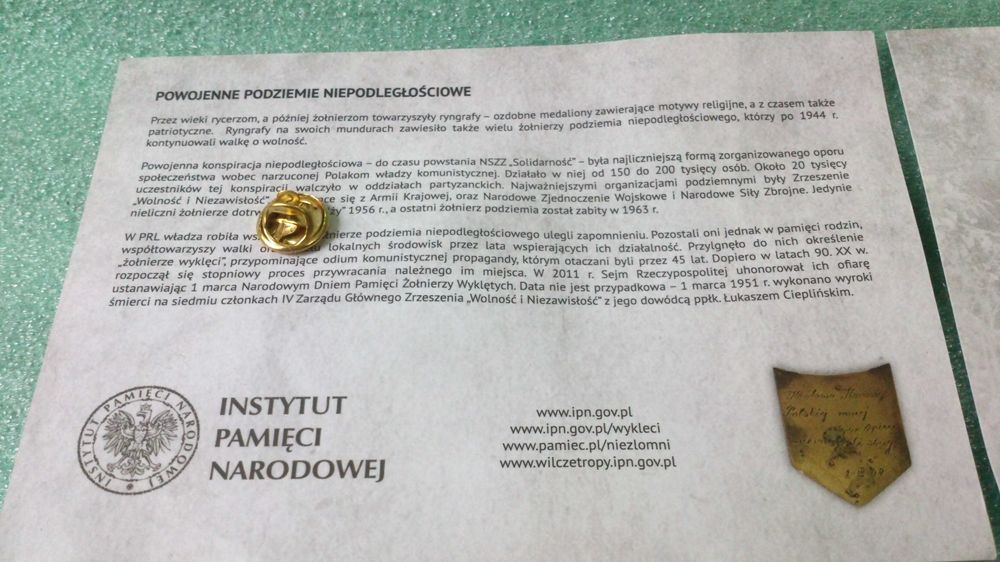 POWOJENNE PODZIEMIE NIEPODLEGŁOŚCIOWE
Przez wieki rycerzom, a później żołnierzom towarzyszyły ryngrafy – ozdobne medaliony zawierające motywy religijne, a z czasem także
patriotyczne. Ryngrafy na swoich mundurach zawiesiło także wielu żołnierzy podziemia niepodległościowego, którzy po 1944 r.
kontynuowali walkę o wolność.
Powojenna konspiracja niepodległościowa – do czasu powstania NSZZ „Solidarność” – była najliczniejszą formą zorganizowanego oporu
społeczeństwa wobec narzuconej Polakom władzy komunistycznej. Działało w niej od 150 do 200 tysięcy osób. Około 20 tysięcy
uczestników tej konspiracji walczyło w oddziałach partyzanckich. Najważniejszymi organizacjami podziemnymi były Zrzeszenie
„Wolność i Niezawisłość” się z Armii Krajowej, oraz Narodowe Zjednoczenie Wojskowe i Narodowe Siły Zbrojne. Jedynie
nieliczni żołnierze 1956 r., a ostatni żołnierz podziemia został zabity w 1963 r.
W PRL władza robiła podziemia niepodległościowego ulegli zapomnieniu. Pozostali oni jednak w pamięci rodzin,
współtowarzyszy walki lokalnych środowisk przez lata wspierających ich działalność. Przylgnęło do nich określenie
„żołnierze wyklęci”, przypominające odium komunistycznej propagandy, którym otaczani byli przez 45 lat. Dopiero w latach 90. XX w.
rozpoczął się stopniowy proces przywracania należnego im miejsca. W 2011 r. Sejm Rzeczypospolitej uhonorował ich ofiarę
ustanawiając 1 marca Narodowym Dniem Pamięci Żołnierzy Wyklętych. Data nie jest przypadkowa – 1 marca 1951 r. wykonano wyroki
śmierci na siedmiu członkach IV Zarządu Głównego Zrzeszenia „Wolność i Niezawisłość” z jego dowódcą ppłk. Łukaszem Cieplińskim.
INSTYTUT PAMIĘCI NARODOWEJ
INSTYTUT
PAMIĘCI
NARODOWEJ
www.ipn.gov.pl
www.ipn.gov.pl/wykleci
www.pamiec.pl/niezlomni
www.wilczetropy.ipn.gov.pl
Polskiej